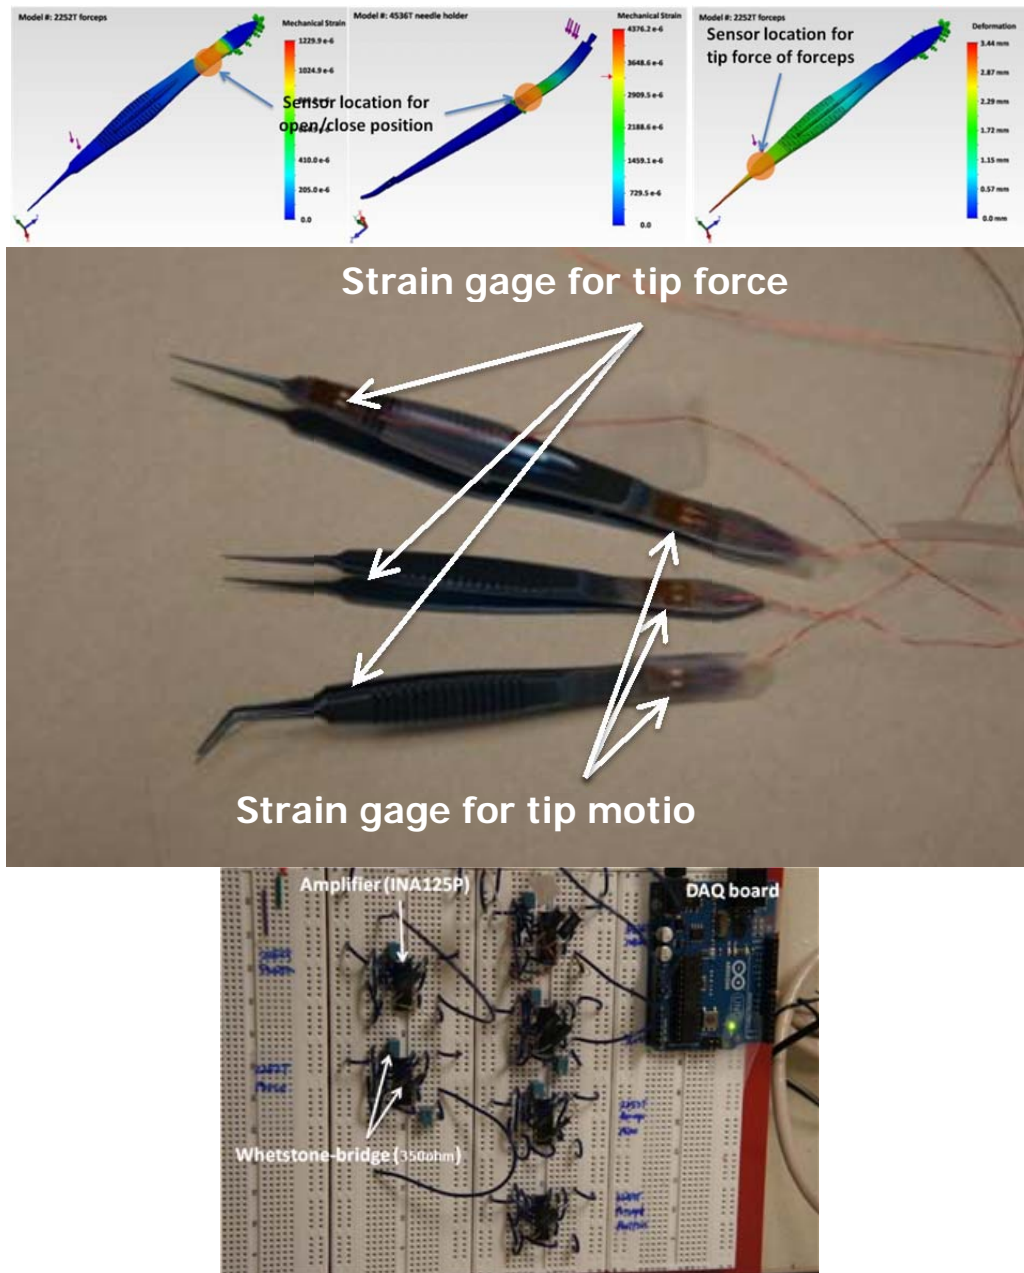 Model #: 2252T forceps
Mechanical Strain
1229.9 e-6
1024.9 e-6
410.0 e-6
205.0 e-6
0.0
Model #: 4536T needle holder
Mechanical Strain
4376.2 e-6
3648.6 e-6
2909.5 e-6
2188.6 e-6
1459.1 e-6
729.5 e-6
0.0
Sensor location for
open/close position
Model #: 2252T forceps
Deformation
3.44 mm
2.87 mm
2.29 mm
1.72 mm
1.15 mm
0.57 mm
0.0 mm
Sensor location for
tip force of forceps
Strain gage for tip force
Strain gage for tip motio
Amplifier (INA125P)
DAQ board
2252T
Force
Whetstone-bridge (350ohm)